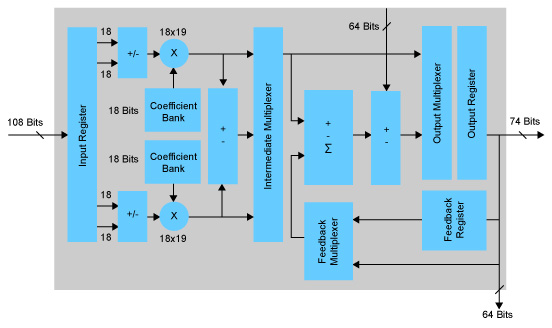 18
18x19
64 Bits
18
+/-
X
108 Bits
Input Register
18 Bits
Coefficient
Bank
+
-
Intermediate Multiplexer
+
-
Σ
+
-
Output Multiplexer
Output Register
74 Bits
18 Bits
Coefficient
Bank
18
+/-
X
18
18x19
Feedback
Multiplexer
Feedback
Register
64 Bits